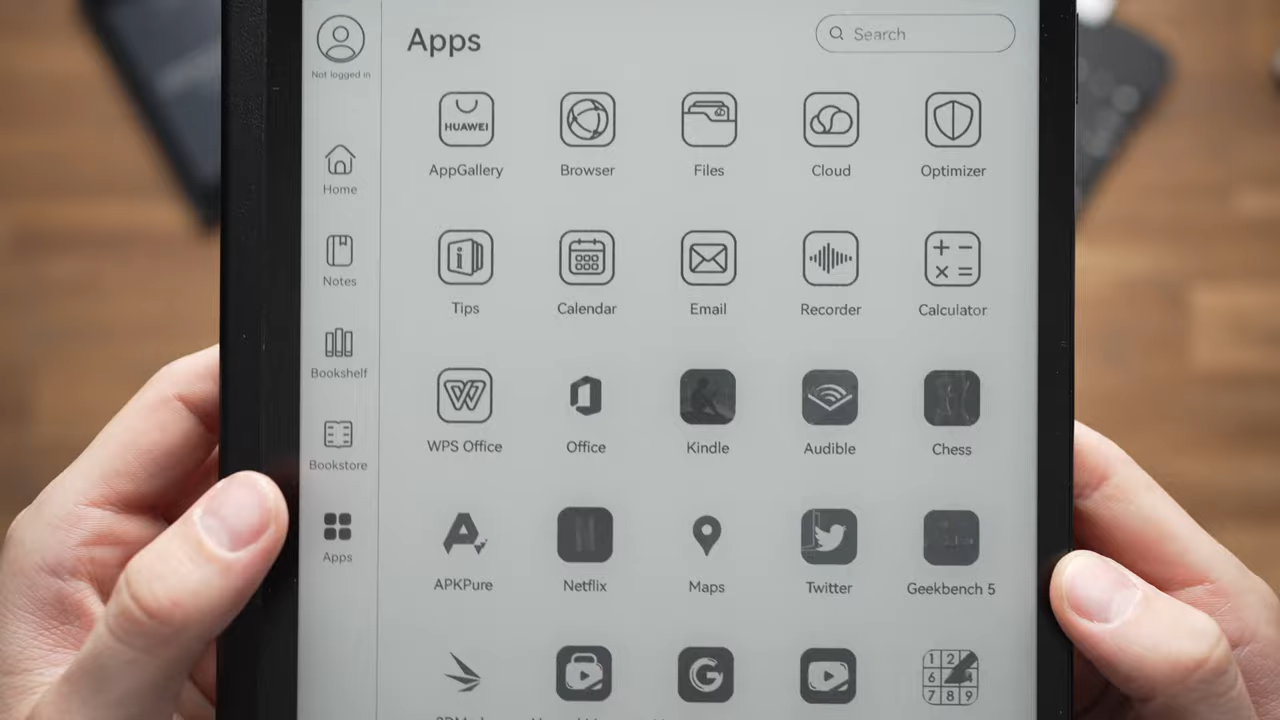 Not logged in
Apps
Search
Home
Notes
Bookshelf
Bookstore
Apps
HUAWEI
AppGallery
Browser
Files
Cloud
Optimizer
Tips
Calendar
Email
Recorder
Calculator
WPS Office
Office
Kindle
Audible
Chess
APKPure
Netflix
Maps
Twitter
Geekbench 5
1 2
6 4
7 8 9